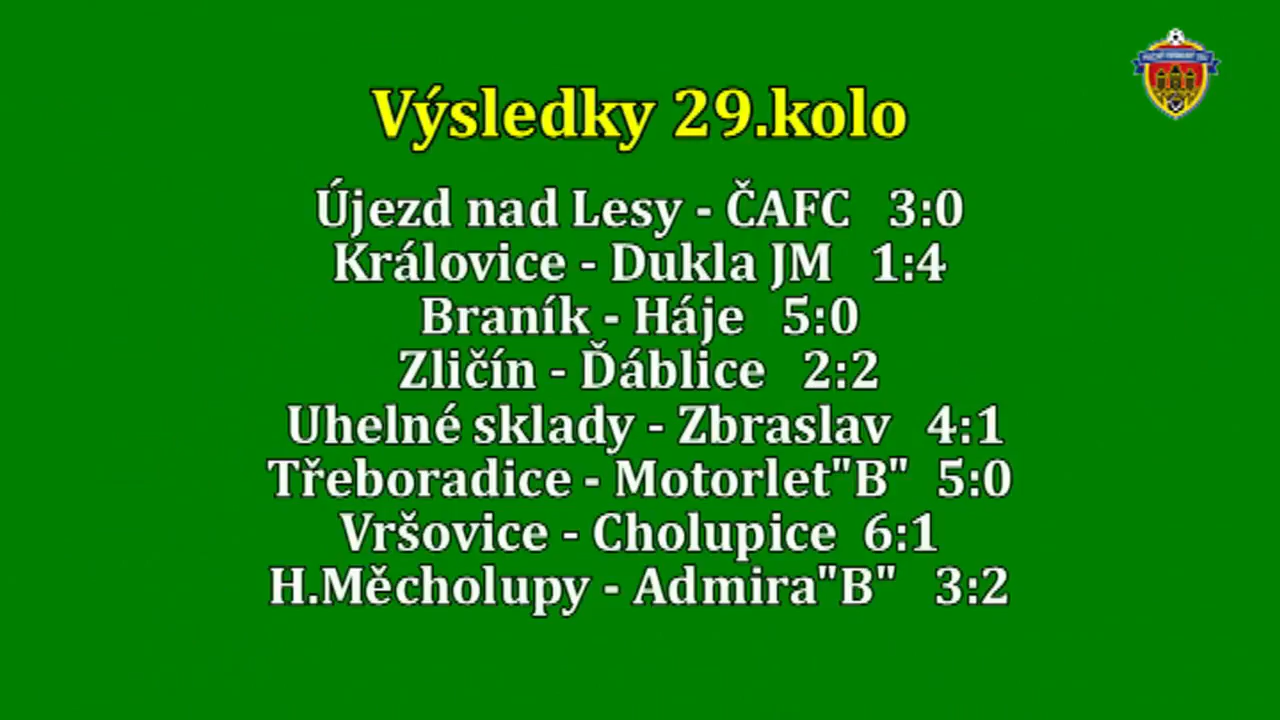 Výsledky 29.kolo
Újezd nad Lesy - ČAFC 3:0
Královice - Dukla JM 1:4
Braník - Háje 5:0
Zličín - Ďáblice 2:2
Uhelné sklady - Zbraslav 4:1
Třeboradice - Motorlet"B" 5:0
Vršovice - Cholupice 6:1
H.Měcholupy - Admira"B" 3:2